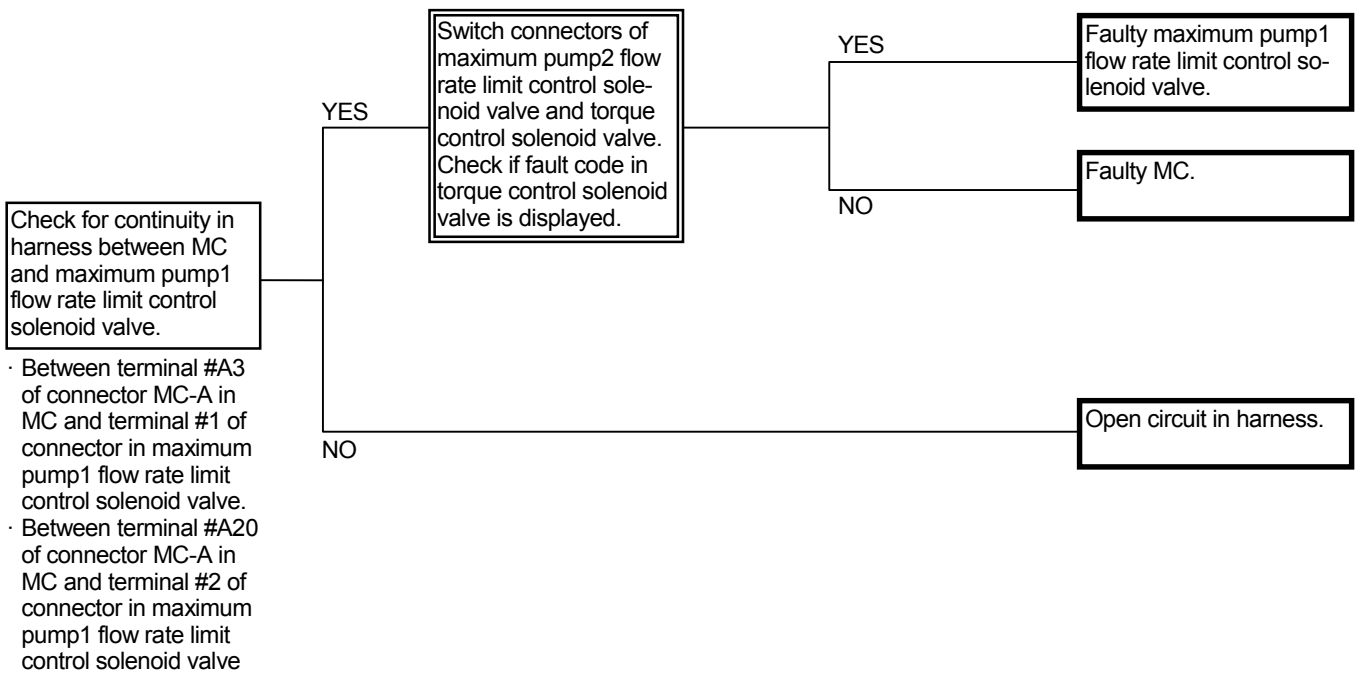 Check for continuity in
harness between MC
and maximum pump1
flow rate limit control
solenoid valve.
· Between terminal #A3
of connector MC-A in
MC and terminal #1 of
connector in maximum
pump1 flow rate limit
control solenoid valve.
· Between terminal #A20
of connector MC-A in
MC and terminal #2 of
connector in maximum
pump1 flow rate limit
control solenoid valve
YES
Switch connectors of
maximum pump2 flow
rate limit control sole-
noid valve and torque
control solenoid valve.
Check if fault code in
torque control solenoid
valve is displayed.
YES
Faulty maximum pump1
flow rate limit control so-
lenoid valve.
NO
Faulty MC.
NO
Open circuit in harness.